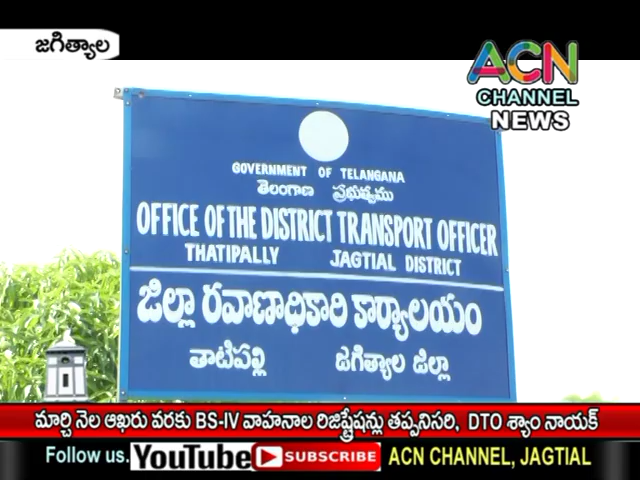 జగిత్యాల
ACN
CHANNEL
NEWS
GOVERNMENT OF TELANGANA
తెలంగాణ ప్రభుత్వము
OFFICE OF THE DISTRICT TRANSPORT OFFICER
THATIPALLY JAGTIAL DISTRICT
జిల్లా రవాణాధికారి కార్యాలయం
తాటిపల్లి జగిత్యాల జిల్లా
మార్చి నెల ఆఖరు వరకు BS-IV వాహనాల రిజిష్ట్రేషన్లు తప్పనిసరి, DTO శ్యాం నాయక్
Follow us. YouTube SUBSCRIBE ACN CHANNEL, JAGTIAL